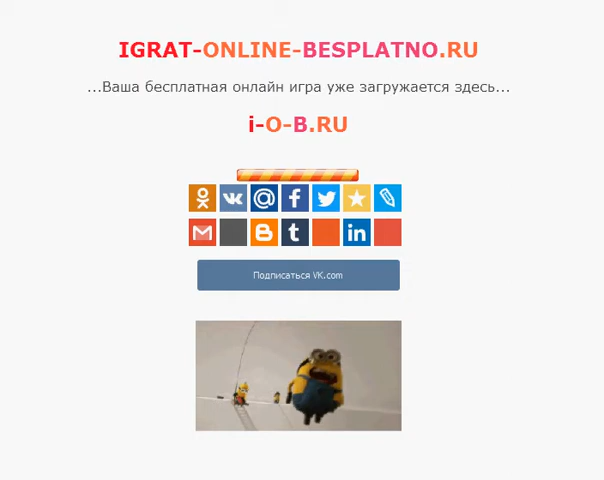 IGRAT-ONLINE-BESPLATNO.RU
...Ваша бесплатная онлайн игра уже загружается здесь...
i-O-B.RU
Подписаться VK.com